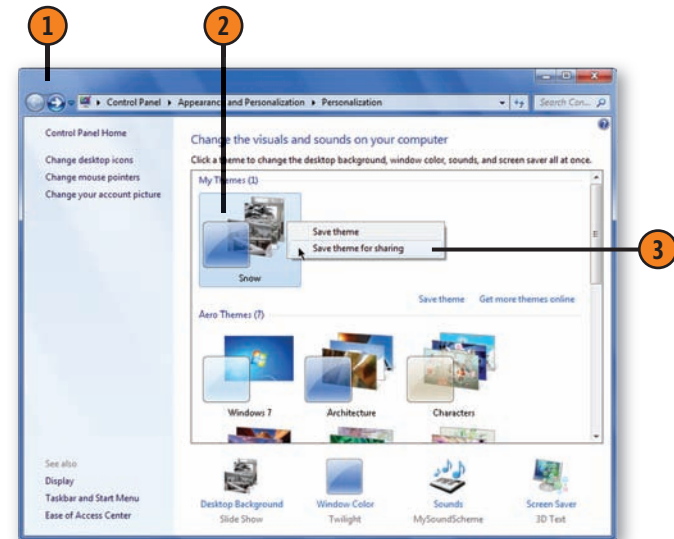 1
2
Control Panel ▸ Appearance and Personalization ▸ Personalization
Search Con...
Control Panel Home
Change desktop icons
Change mouse pointers
Change your account picture
See also
Display
Taskbar and Start Menu
Ease of Access Center
Change the visuals and sounds on your computer
Click a theme to change the desktop background, window color, sounds, and screen saver all at once.
My Themes (1)
Save theme
Save theme for sharing
3
Snow
Save theme Get more themes online
Aero Themes (7)
Windows 7 Architecture Characters
Desktop Background Window Color Sounds Screen Saver
Slide Show Twilight MySoundScheme 3D Text